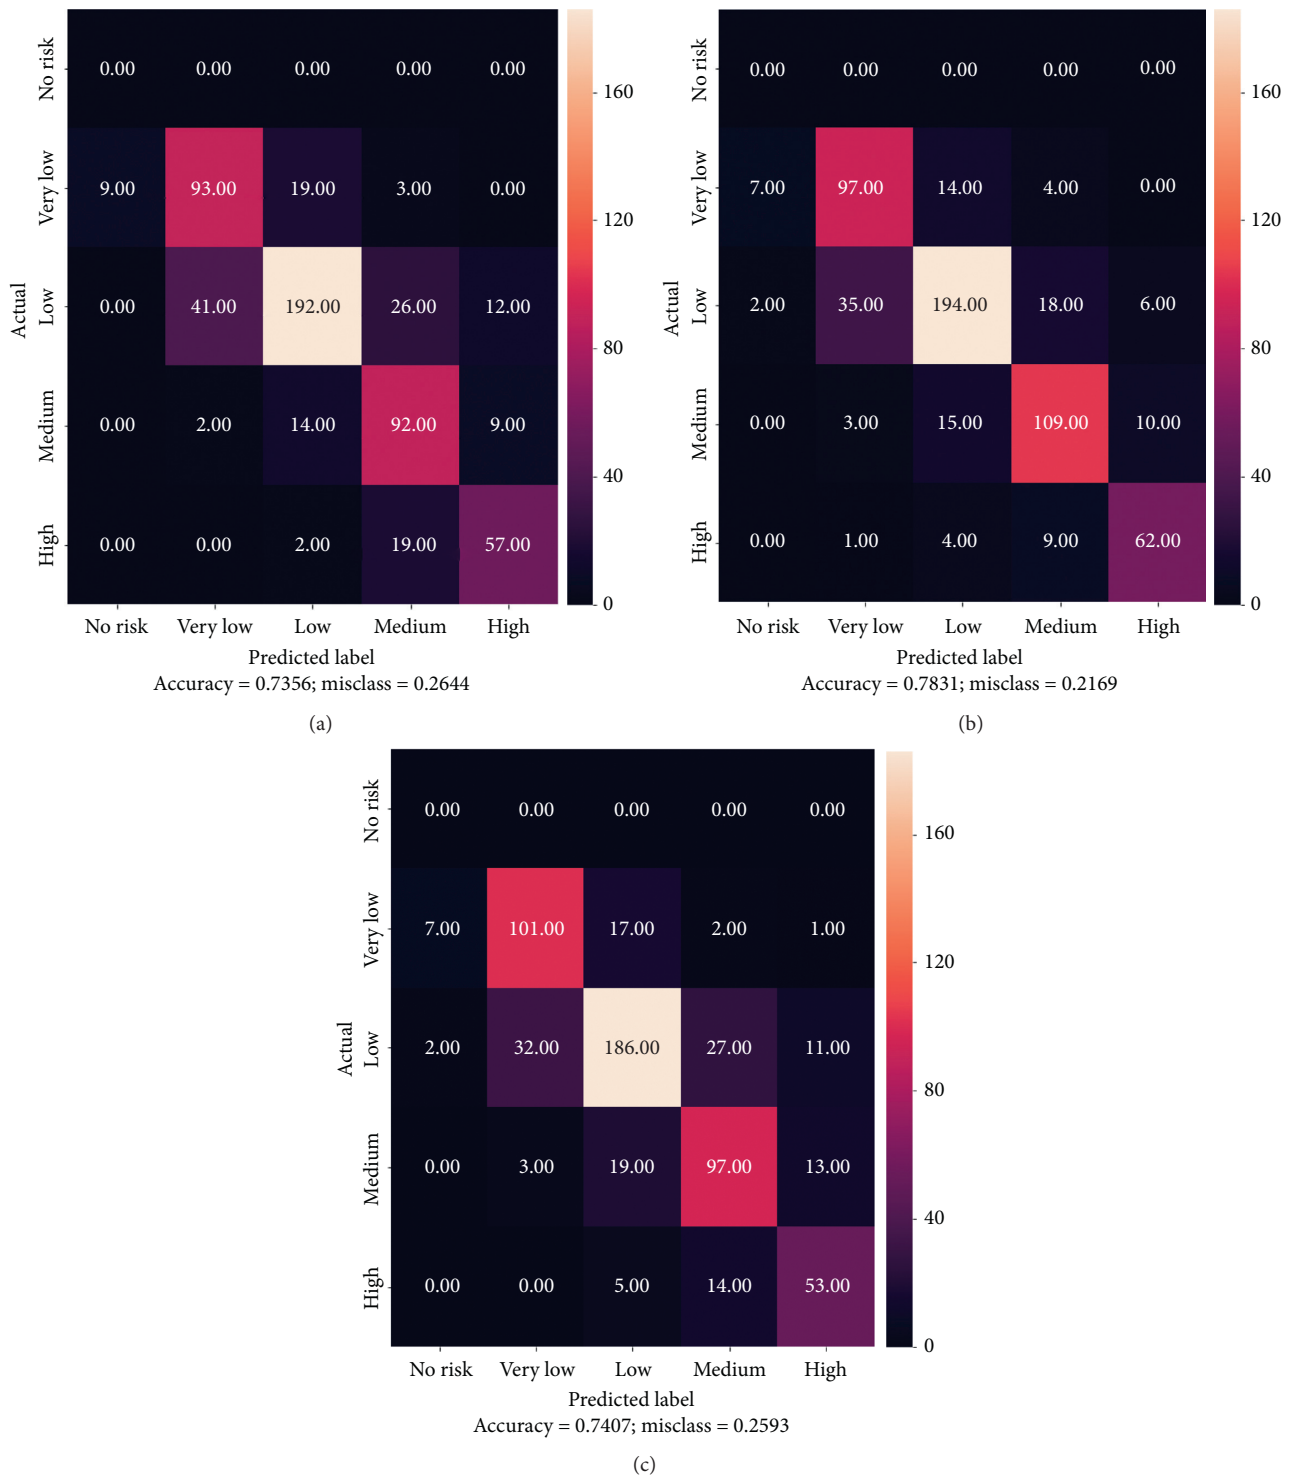 No risk 0.00 0.00 0.00 0.00 0.00
160
Very low 9.00 93.00 19.00 3.00 0.00
120
Actual
Low 0.00 41.00 192.00 26.00 12.00
80
Medium 0.00 2.00 14.00 92.00 9.00
40
High 0.00 0.00 2.00 19.00 57.00
0
No risk Very low Low Medium High
Predicted label
Accuracy = 0.7356; misclass = 0.2644
(a)
No risk 0.00 0.00 0.00 0.00 0.00
160
Very low 7.00 97.00 14.00 4.00 0.00
120
Actual
Low 2.00 35.00 194.00 18.00 6.00
80
Medium 0.00 3.00 15.00 109.00 10.00
40
High 0.00 1.00 4.00 9.00 62.00
0
No risk Very low Low Medium High
Predicted label
Accuracy = 0.7831; misclass = 0.2169
(b)
No risk 0.00 0.00 0.00 0.00 0.00
160
Very low 7.00 101.00 17.00 2.00 1.00
120
Actual
Low 2.00 32.00 186.00 27.00 11.00
80
Medium 0.00 3.00 19.00 97.00 13.00
40
High 0.00 0.00 5.00 14.00 53.00
0
No risk Very low Low Medium High
Predicted label
Accuracy = 0.7407; misclass = 0.2593
(c)